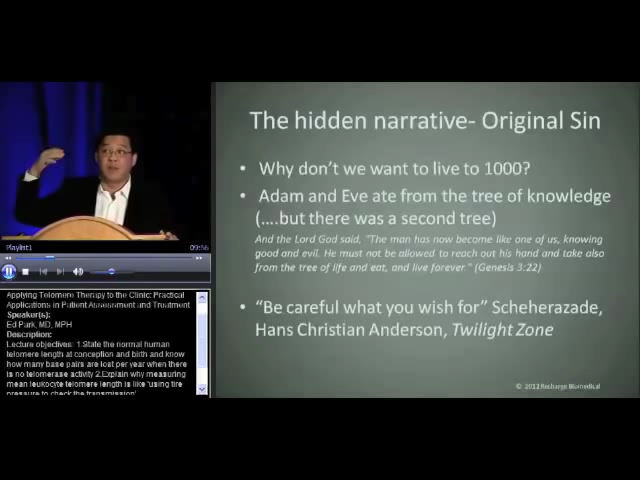 The hidden narrative- Original Sin
• Why don't we want to live to 1000?
• Adam and Eve ate from the tree of knowledge
(....but there was a second tree)
And the Lord God said, "The man has now become like one of us, knowing
good and evil. He must not be allowed to reach out his hand and take also
from the tree of life and eat, and live forever." (Genesis 3:22)
• "Be careful what you wish for" Scheherazade,
Hans Christian Anderson, Twilight Zone
© 2012 Recharge Biomedical
09:56
Playlist1
Applying Telomere Therapy to the Clinic: Practical
Applications in Patient Assessment and Treatment
Speaker(s):
Ed Park, MD, MPH
Description:
Lecture objectives: 1.State the normal human
telomere length at conception and birth and know
how many base pairs are lost per year when there
is no telomerase activity 2.Explain why measuring
mean leukocyte telomere length is like 'using tire
pressure to check the transmission'